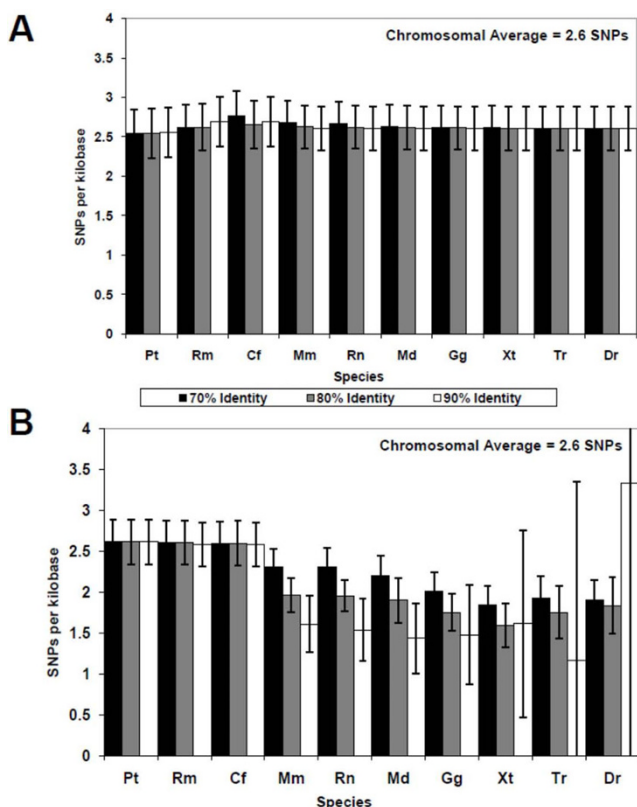 A
Chromosomal Average = 2.6 SNPs
4
3.5
3
2.5
2
1.5
1
0.5
0
SNPs per kilobase
Pt Rm Cf Mm Rn Md Gg Xt Tr Dr
Species
70% Identity 80% Identity 90% Identity
B
Chromosomal Average = 2.6 SNPs
4
3.5
3
2.5
2
1.5
1
0.5
0
SNPs per kilobase
Pt Rm Cf Mm Rn Md Gg Xt Tr Dr
Species